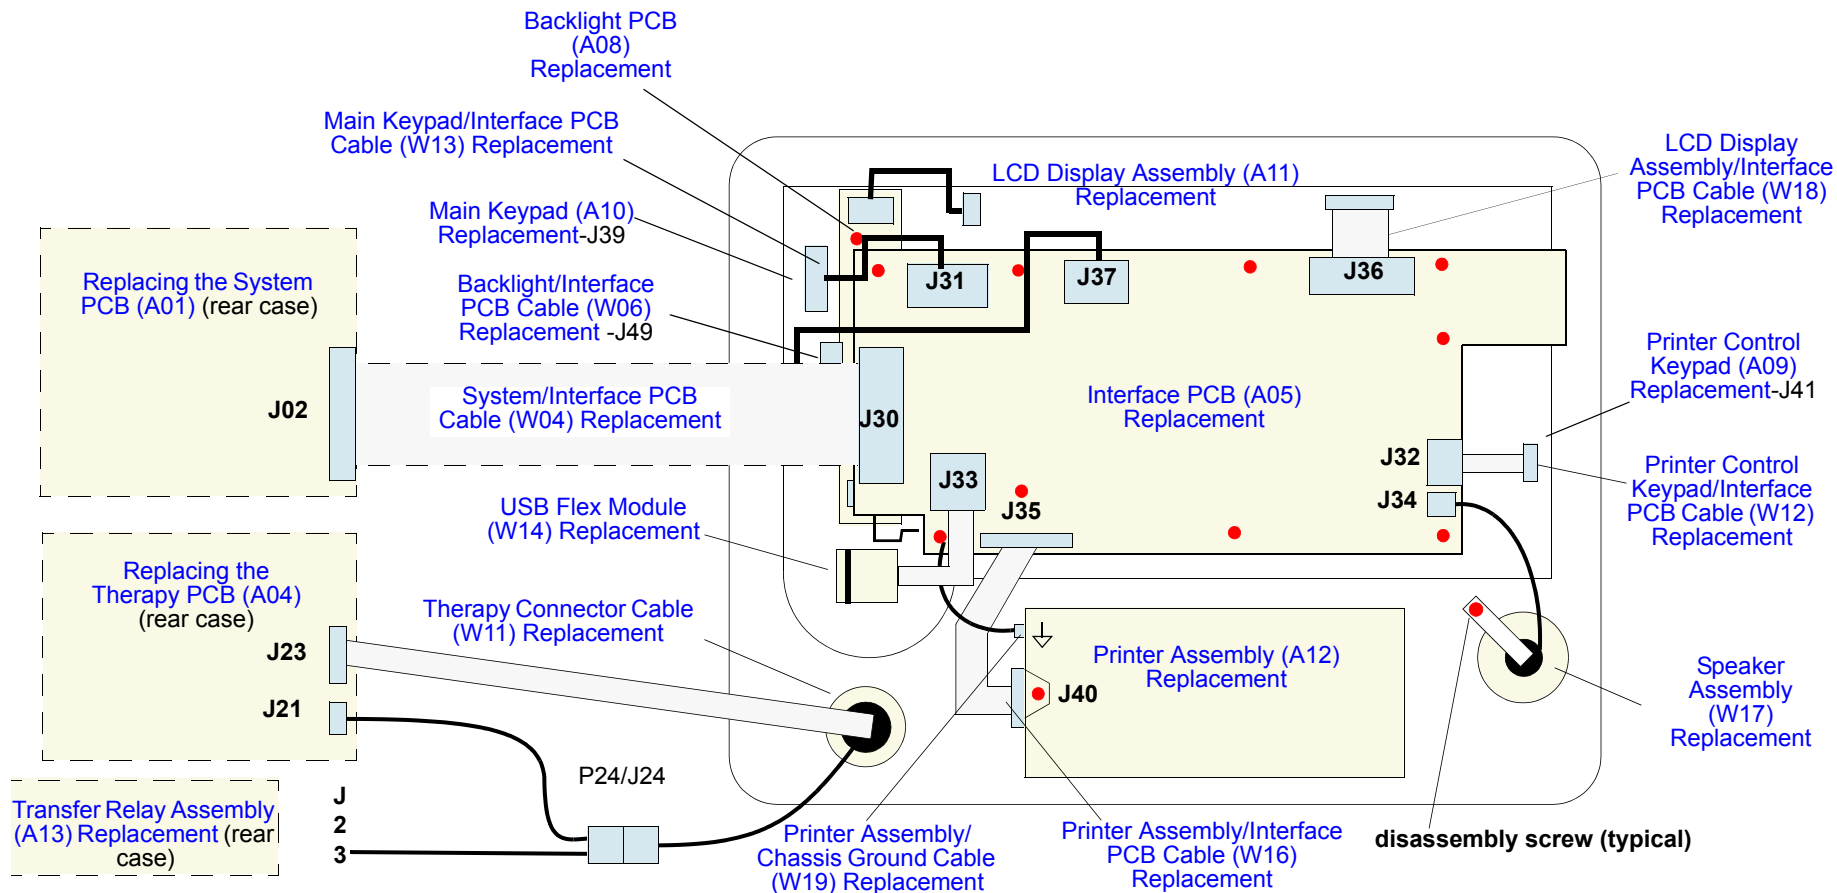 Backlight PCB
(A08)
Replacement
Main Keypad/Interface PCB
Cable (W13) Replacement
Main Keypad (A10)
Replacement-J39
Backlight/Interface
PCB Cable (W06)
Replacement -J49
LCD Display Assembly (A11)
Replacement
LCD Display
Assembly/Interface
PCB Cable (W18)
Replacement
Replacing the System
PCB (A01) (rear case)
J02
System/Interface PCB
Cable (W04) Replacement
J30
J31
J37
J36
Interface PCB (A05)
Replacement
Printer Control
Keypad (A09)
Replacement-J41
J32
J34
J33
J35
Printer Control
Keypad/Interface
PCB Cable (W12)
Replacement
USB Flex Module
(W14) Replacement
Replacing the
Therapy PCB (A04)
(rear case)
J23
J21
Therapy Connector Cable
(W11) Replacement
Printer Assembly (A12)
Replacement
J40
Speaker
Assembly
(W17)
Replacement
P24/J24
Transfer Relay Assembly
(A13) Replacement (rear
case)
J
2
3
Printer Assembly/
Chassis Ground Cable
(W19) Replacement
Printer Assembly/Interface
PCB Cable (W16)
Replacement
disassembly screw (typical)